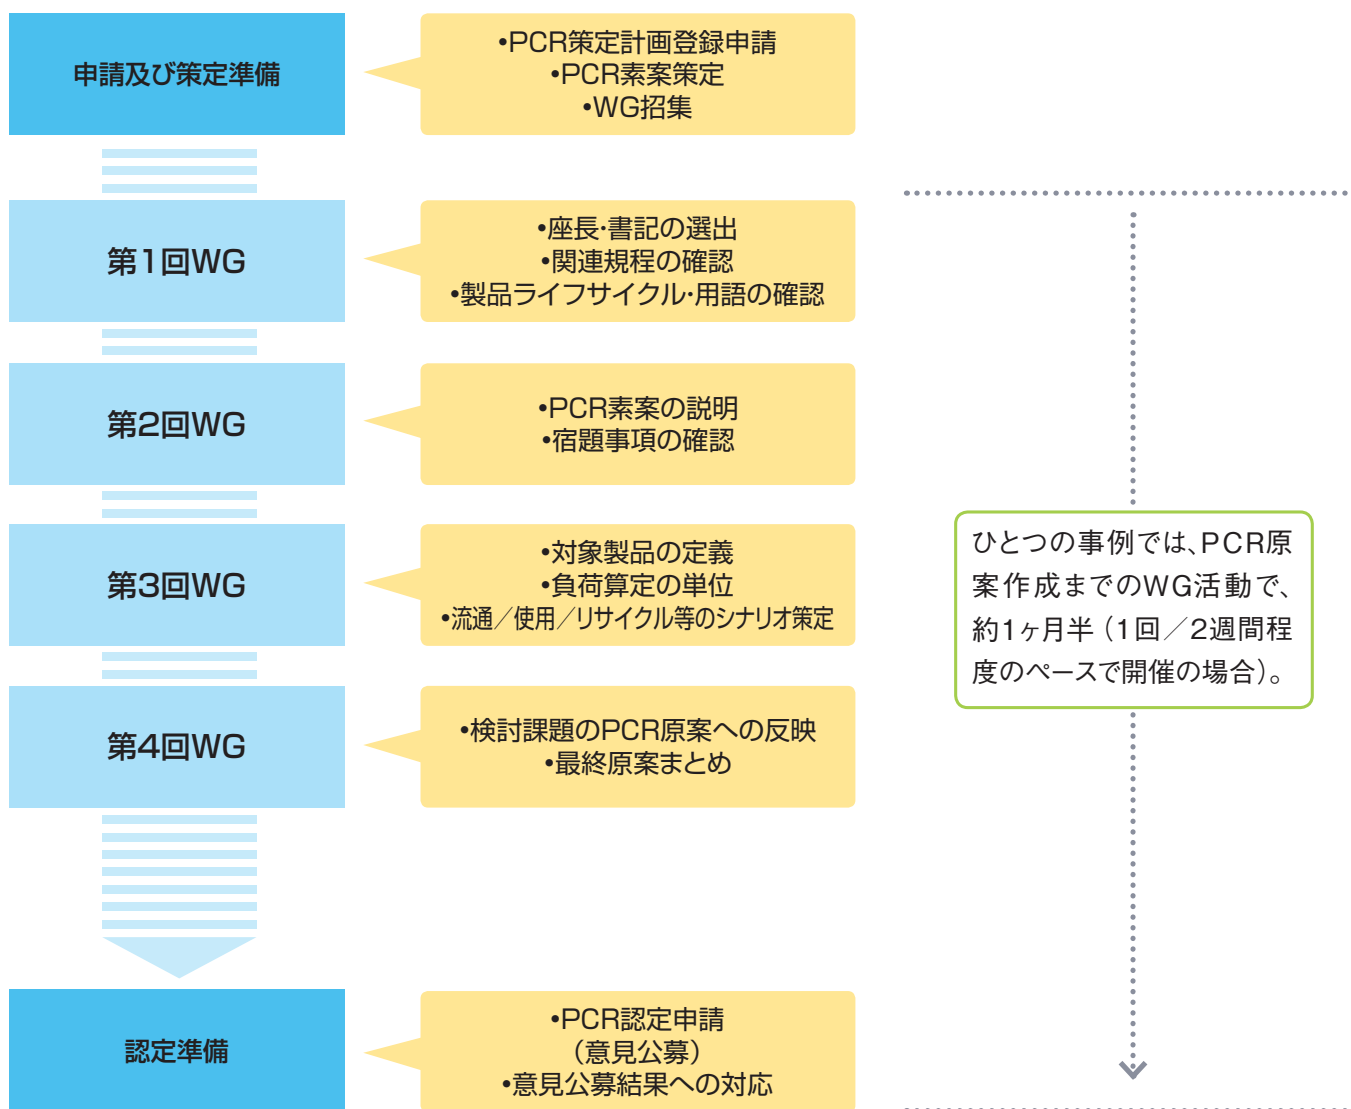 申請及び策定準備
•PCR策定計画登録申請
•PCR素案策定
•WG招集
第1回WG
•座長・書記の選出
•関連規程の確認
•製品ライフサイクル・用語の確認
第2回WG
•PCR素案の説明
•宿題事項の確認
第3回WG
•対象製品の定義
•負荷算定の単位
•流通／使用／リサイクル等のシナリオ策定
第4回WG
•検討課題のPCR原案への反映
•最終原案まとめ
ひとつの事例では、PCR原
案作成までのWG活動で、
約1ヶ月半（1回／2週間程
度のペースで開催の場合）。
認定準備
•PCR認定申請
（意見公募）
•意見公募結果への対応